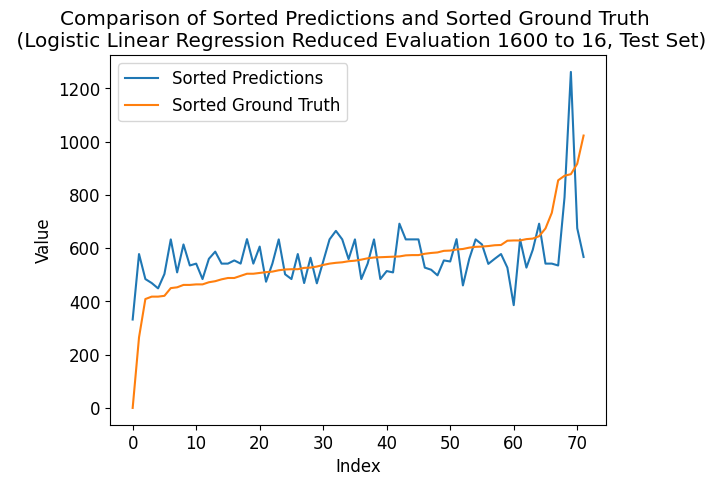 Comparison of Sorted Predictions and Sorted Ground Truth
(Logistic Linear Regression Reduced Evaluation 1600 to 16, Test Set)
Sorted Predictions
Sorted Ground Truth
1200
1000
800
600
400
200
0
Value
0 10 20 30 40 50 60 70
Index